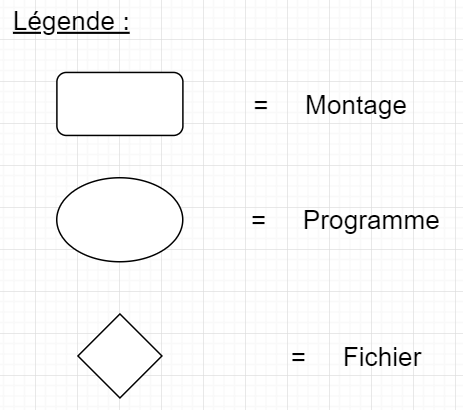 Légende :
= Montage
= Programme
= Fichier